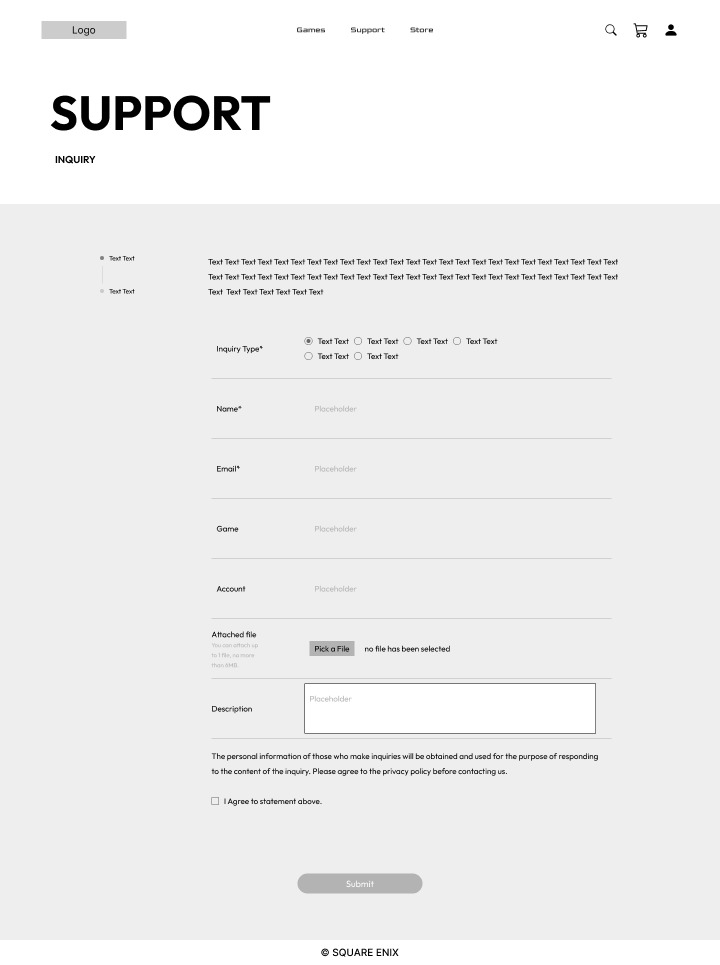 Logo
Games Support Store
SUPPORT
INQUIRY
Text Text
Text Text
Text Text Text Text Text Text Text Text Text Text Text Text Text Text Text Text Text Text Text Text Text Text Text Text Text
Text Text Text Text Text Text Text Text Text Text Text Text Text Text Text Text Text Text Text Text Text Text Text Text Text
Text Text Text Text Text Text Text
Inquiry Type*
Text Text Text Text Text Text Text Text
Text Text Text Text
Name* Placeholder
Email* Placeholder
Game Placeholder
Account Placeholder
Attached file
You can attach up
to 1 file, no more
than 6MB.
Pick a File no file has been selected
Description Placeholder
The personal information of those who make inquiries will be obtained and used for the purpose of responding
to the content of the inquiry. Please agree to the privacy policy before contacting us.
I Agree to statement above.
Submit
© SQUARE ENIX